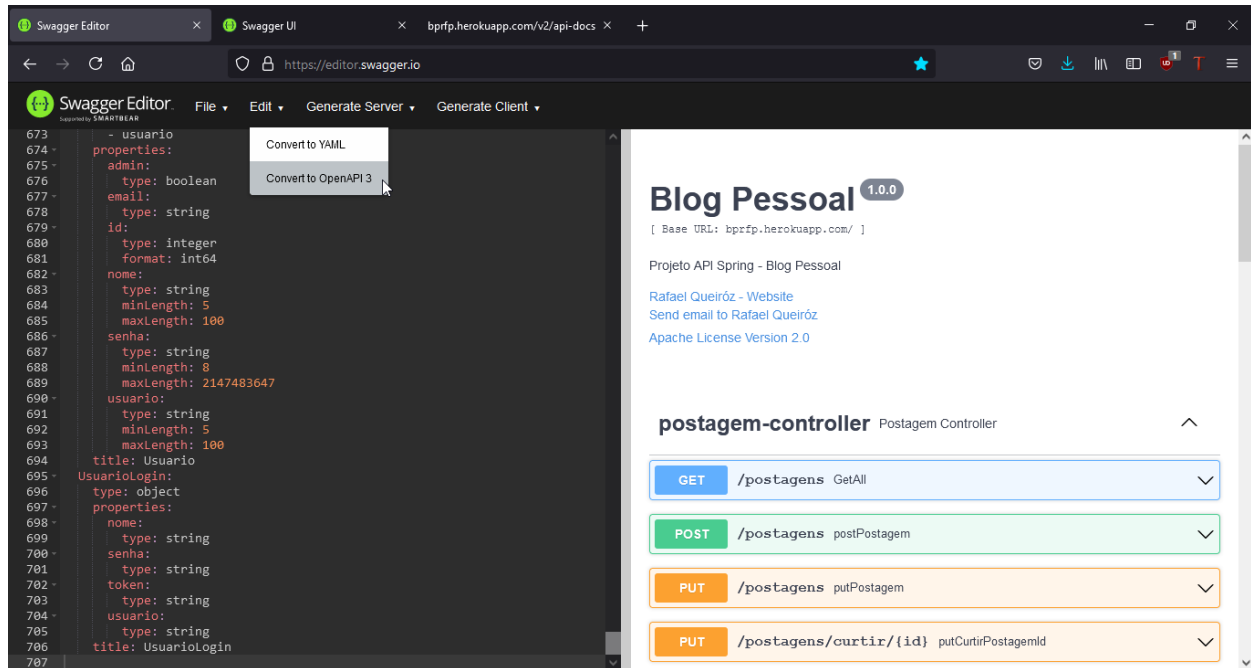 Swagger Editor
Swagger UI
bprfp.herokuapp.com/v2/api-docs
https://editor.swagger.io
1
Swagger Editor.
Supported by SMARTBEAR
File
Edit
Generate Server
Generate Client
Convert to YAML
Convert to OpenAPI 3
673 - usuario
674 properties:
675 admin:
676 type: boolean
677 email:
678 type: string
679 id:
680 type: integer
681 format: int64
682 nome:
683 type: string
684 minLength: 5
685 maxLength: 100
686 senha:
687 type: string
688 minLength: 8
689 maxLength: 2147483647
690 usuario:
691 type: string
692 minLength: 5
693 maxLength: 100
694 title: Usuario
695 UsuarioLogin:
696 type: object
697 properties:
698 nome:
699 type: string
700 senha:
701 type: string
702 token:
703 type: string
704 usuario:
705 type: string
706 title: UsuarioLogin
707
Blog Pessoal 1.0.0
[ Base URL: bprfp.herokuapp.com/ ]
Projeto API Spring - Blog Pessoal
Rafael Queiróz - Website
Send email to Rafael Queiróz
Apache License Version 2.0
postagem-controller Postagem Controller
GET /postagens GetAll
POST /postagens postPostagem
PUT /postagens putPostagem
PUT /postagens/curtir/{id} putCurtirPostagemId